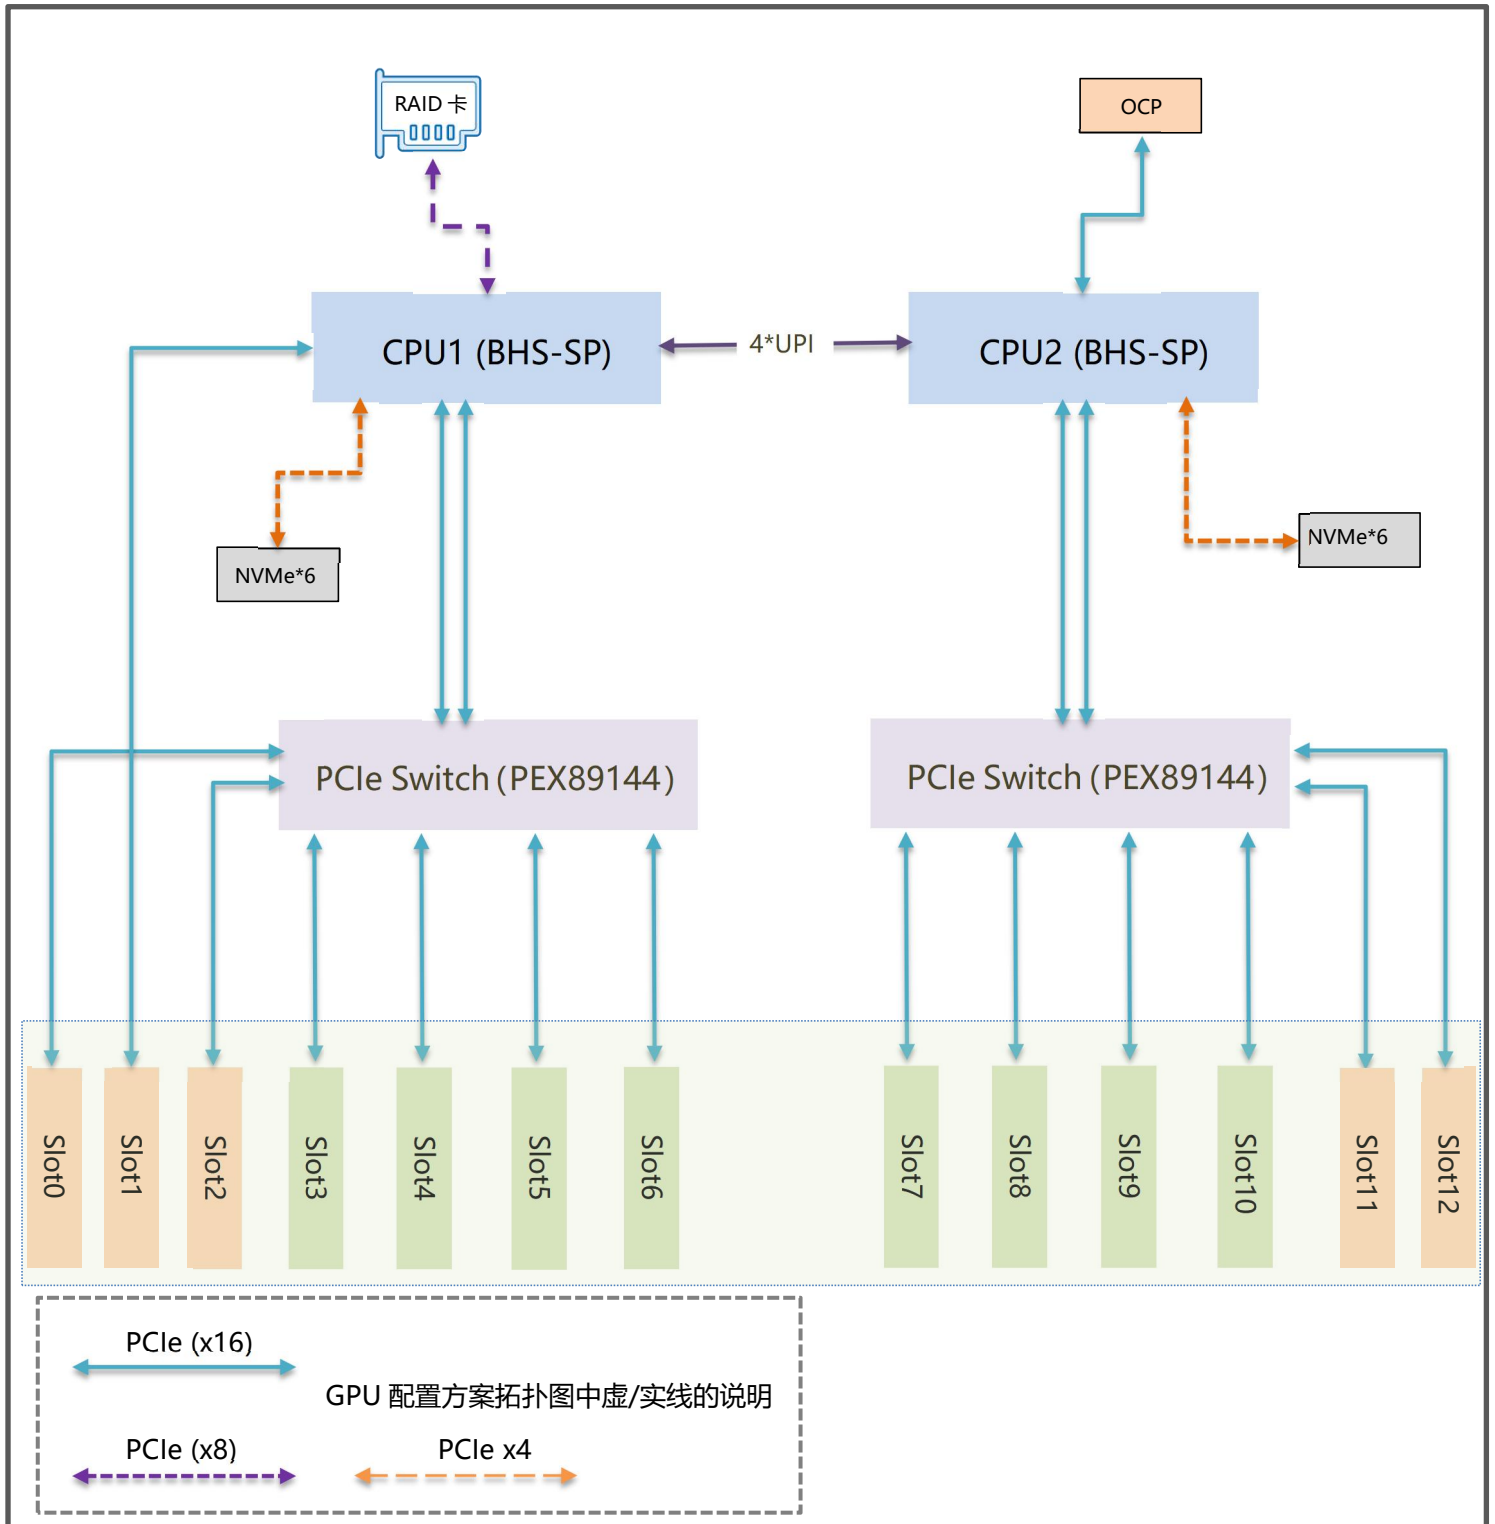 RAID 卡
OCP
CPU1 (BHS-SP)
4*UPI
CPU2 (BHS-SP)
NVMe*6
NVMe*6
PCIe Switch (PEX89144)
PCIe Switch (PEX89144)
Slot0
Slot1
Slot2
Slot3
Slot4
Slot5
Slot6
Slot7
Slot8
Slot9
Slot10
Slot11
Slot12
PCIe (x16)
GPU 配置方案拓扑图中虚/实线的说明
PCIe (x8)
PCIe x4